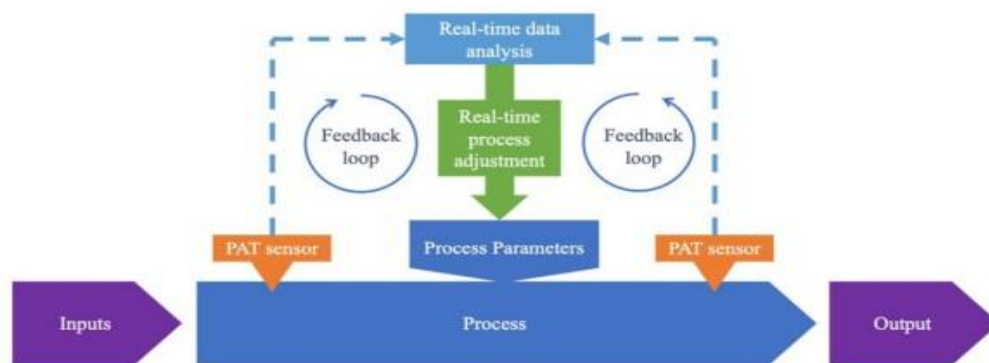 Real-time data
analysis
Real-time
process
adjustment
Feedback
loop
Feedback
loop
PAT sensor
Process Parameters
PAT sensor
Inputs
Process
Output